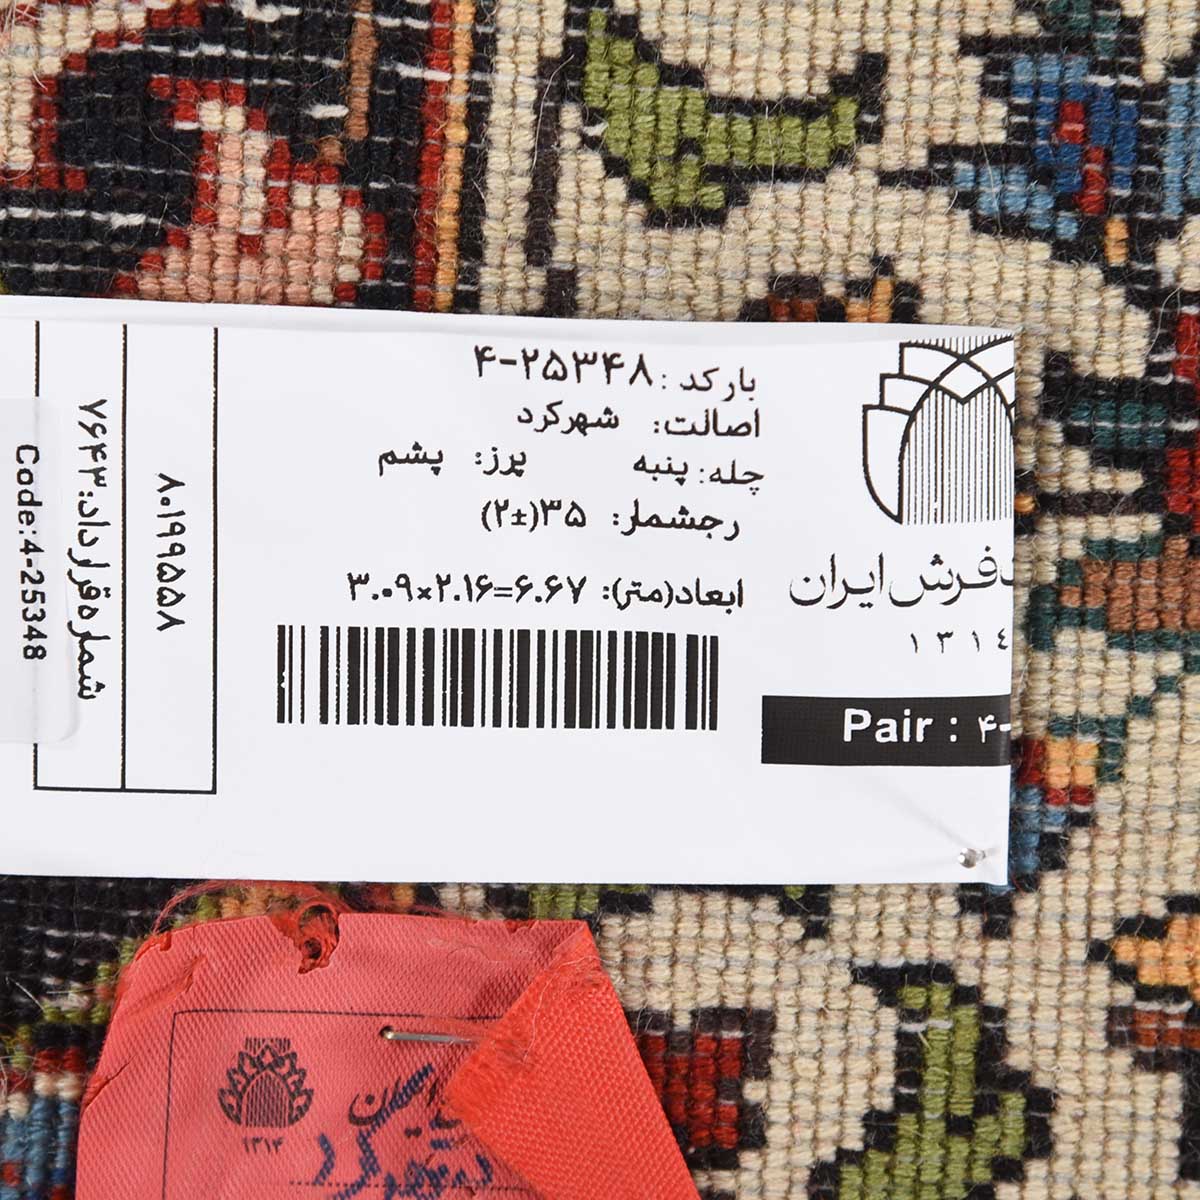 بارکد: ۴-۲۵۳۴۸
اصالت: شهرکرد
چله: پنبه پرز: پشم
رجشمار: ۳۵(±۲)
ابعاد(متر): ۳.۰۹×۲.۱۶=۶.۶۷
فرش ایران
۱۳۱٤
Pair : ۴-
۸۰۱۹۹۵۵۸
شماره قرارداد: ۷۶۴۳
Code:4-25348
۱۳۱۴